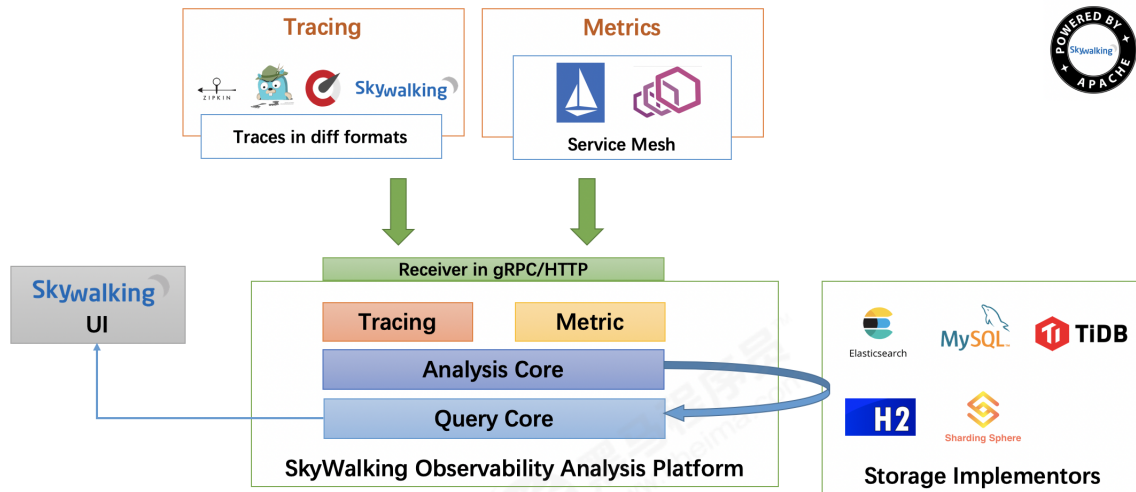 Tracing
Metrics
POWERED BY
Skywalking
APACHE
ZIPKIN
Skywalking
Traces in diff formats
Service Mesh
Receiver in gRPC/HTTP
Skywalking
UI
Tracing
Metric
Analysis Core
Query Core
SkyWalking Observability Analysis Platform
Elasticsearch
MySQL™
TiDB
H2
Sharding Sphere
Storage Implementors